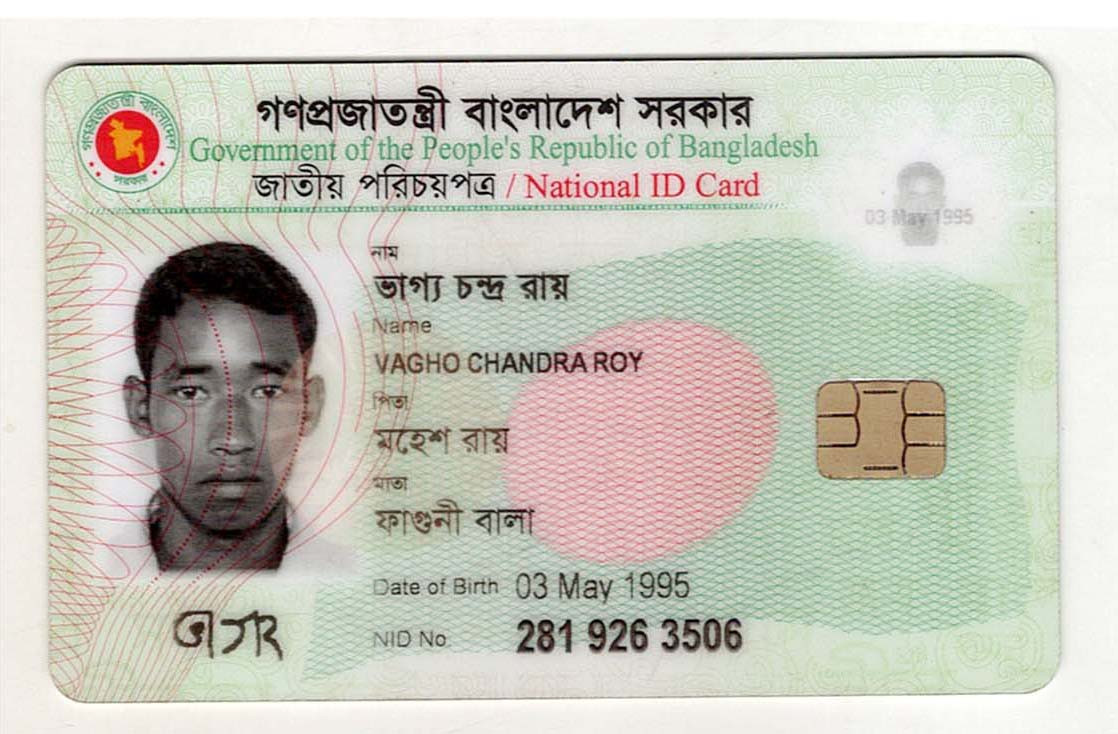 গণপ্রজাতন্ত্রী বাংলাদেশ সরকার
Government of the People's Republic of Bangladesh
জাতীয় পরিচয়পত্র / National ID Card
গণপ্রজাতন্ত্রী বাংলাদেশ
সরকার
03 May 1995
নাম
ভাগ্য চন্দ্র রায়
Name
VAGHO CHANDRA ROY
পিতা
মহেশ রায়
মাতা
ফাগুনী বালা
Date of Birth 03 May 1995
NID No. 281 926 3506